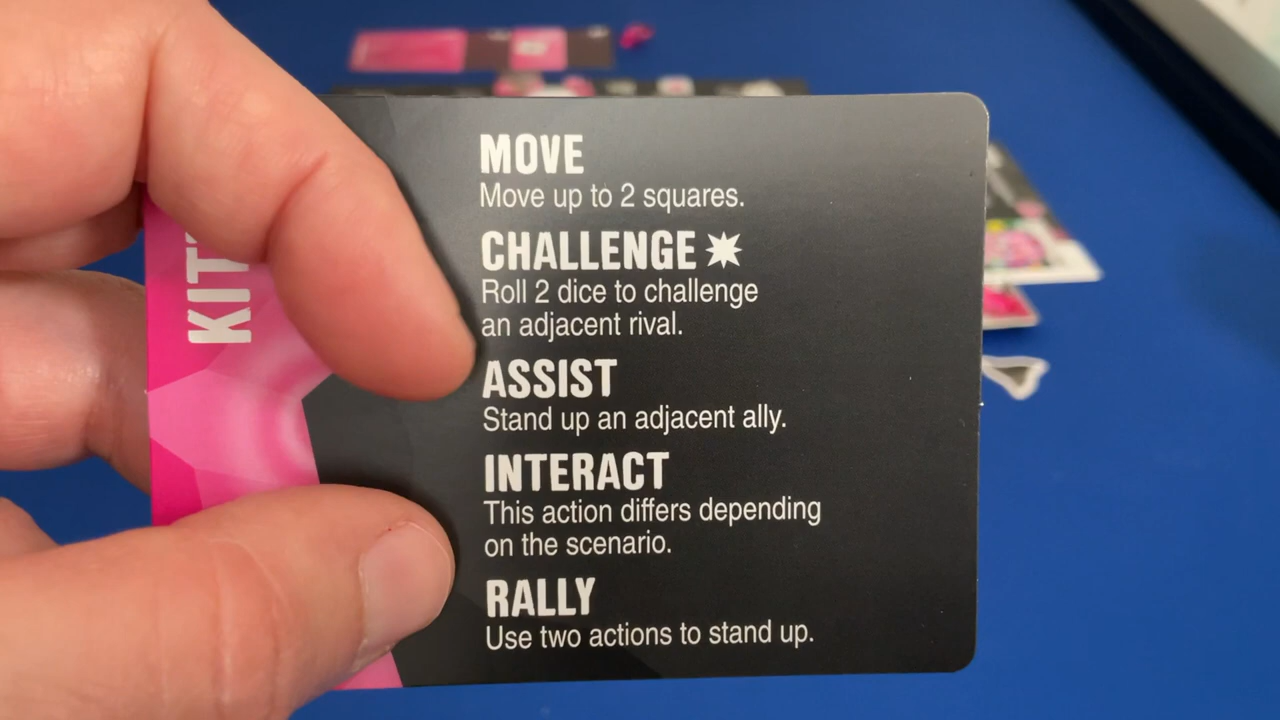 MOVE
Move up to 2 squares.
CHALLENGE
Roll 2 dice to challenge
an adjacent rival.
ASSIST
Stand up an adjacent ally.
INTERACT
This action differs depending
on the scenario.
RALLY
Use two actions to stand up.